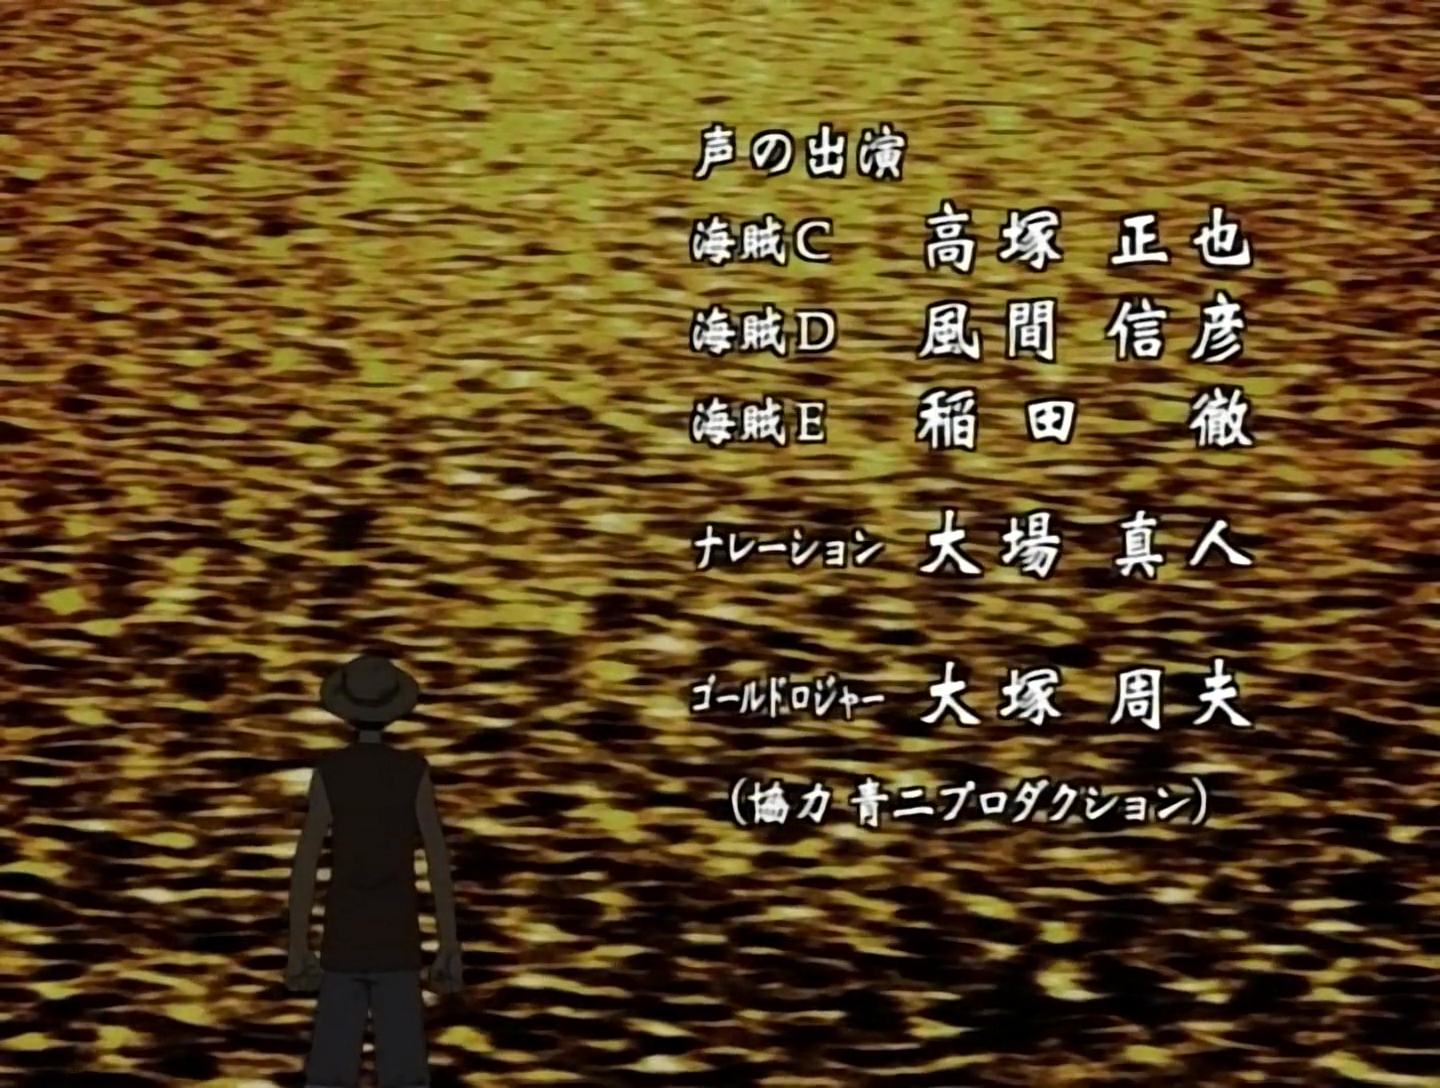 声の出演
海賊C 高塚 正也
海賊D 風間 信彦
海賊E 稲田 徹
ナレーション 大場 真人
ゴールドロジャー 大塚 周夫
(協力 青二プロダクション)